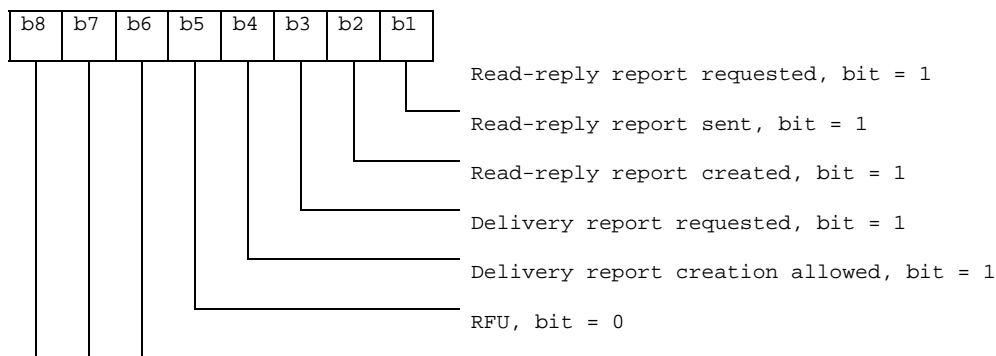 b8 b7 b6 b5 b4 b3 b2 b1
Read-reply report requested, bit = 1
Read-reply report sent, bit = 1
Read-reply report created, bit = 1
Delivery report requested, bit = 1
Delivery report creation allowed, bit = 1
RFU, bit = 0